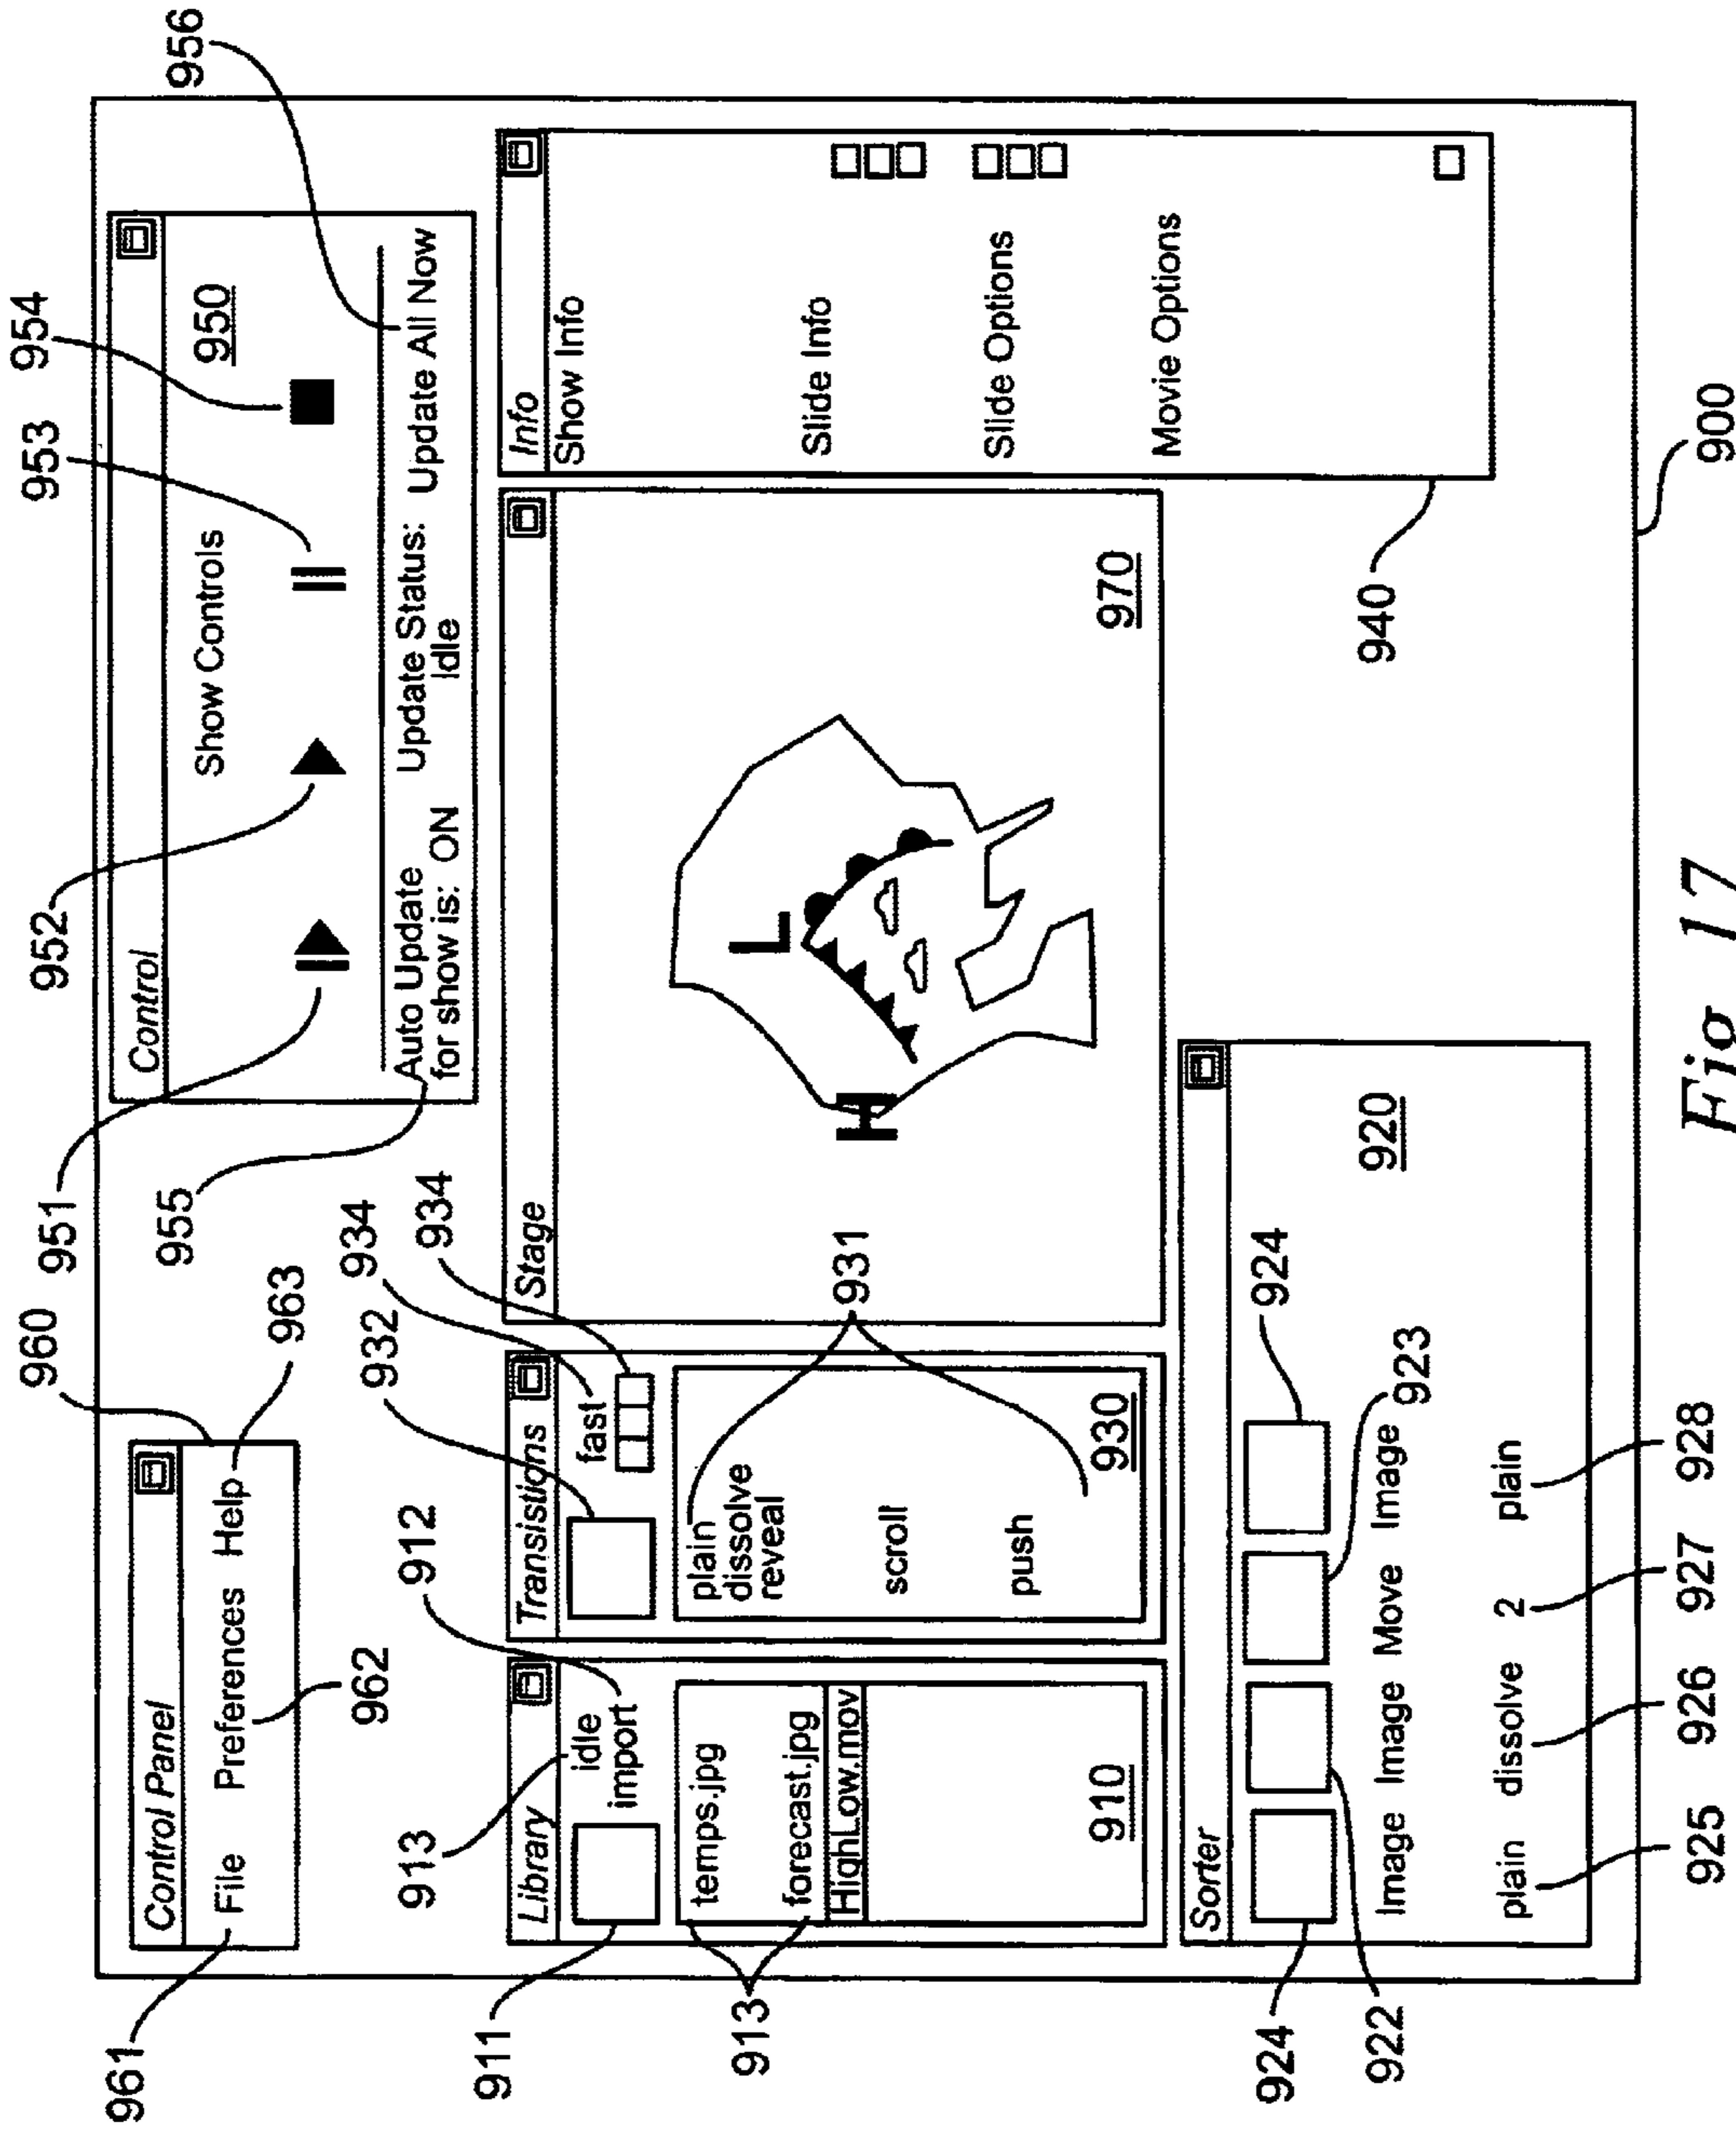 960
963
961
Control Panel
File Preferences Help
962
951
952
953
954
955
956
Control
Show Controls
950
Auto Update
for show is: ON
Update Status:
Idle
Update All Now
913
912
911
913
Library
idle
import
temps.jpg
forecast.jpg
HighLow.mov
910
932
934
934
Transistions
fast
plain
dissolve
reveal
scroll
push
930
931
Stage
H
L
970
Info
Show Info
Slide Info
Slide Options
Movie Options
940
Sorter
924
922
923
924
Image Image Move Image
920
plain dissolve 2 plain
925 926 927 928
900
Fig. 17